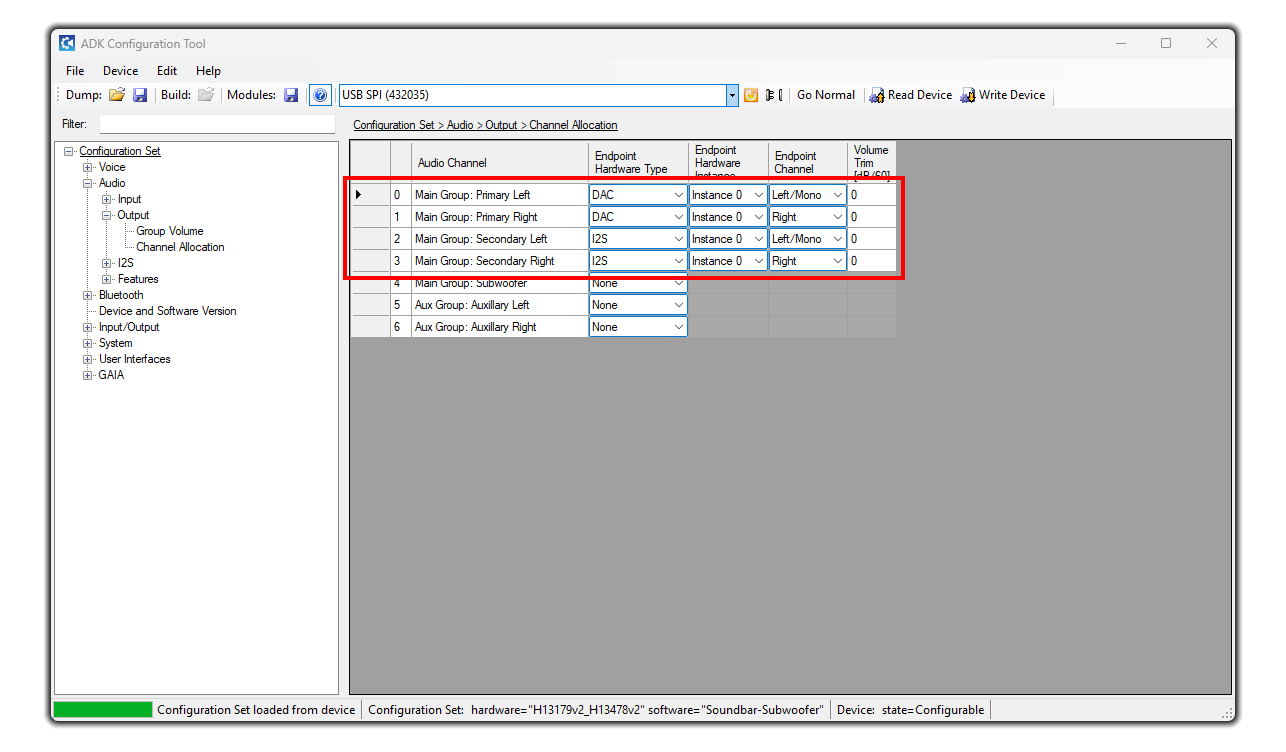 ADK Configuration Tool
File Device Edit Help
Dump: Build: Modules: USB SPI (432035) Go Normal Read Device Write Device
Filter:
Configuration Set > Audio > Output > Channel Allocation
Configuration Set
Voice
Audio
Input
Output
Group Volume
Channel Allocation
I2S
Features
Bluetooth
Device and Software Version
Input/Output
System
User Interfaces
GAIA
Audio Channel
Endpoint
Hardware Type
Endpoint
Hardware
Instance
Endpoint
Channel
Volume
Trim
[dB/60]
0 Main Group: Primary Left DAC Instance 0 Left/Mono 0
1 Main Group: Primary Right DAC Instance 0 Right 0
2 Main Group: Secondary Left I2S Instance 0 Left/Mono 0
3 Main Group: Secondary Right I2S Instance 0 Right 0
4 Main Group: Subwoofer None
5 Aux Group: Auxillary Left None
6 Aux Group: Auxillary Right None
Configuration Set loaded from device Configuration Set: hardware="H13179v2_H13478v2" software="Soundbar-Subwoofer" Device: state=Configurable